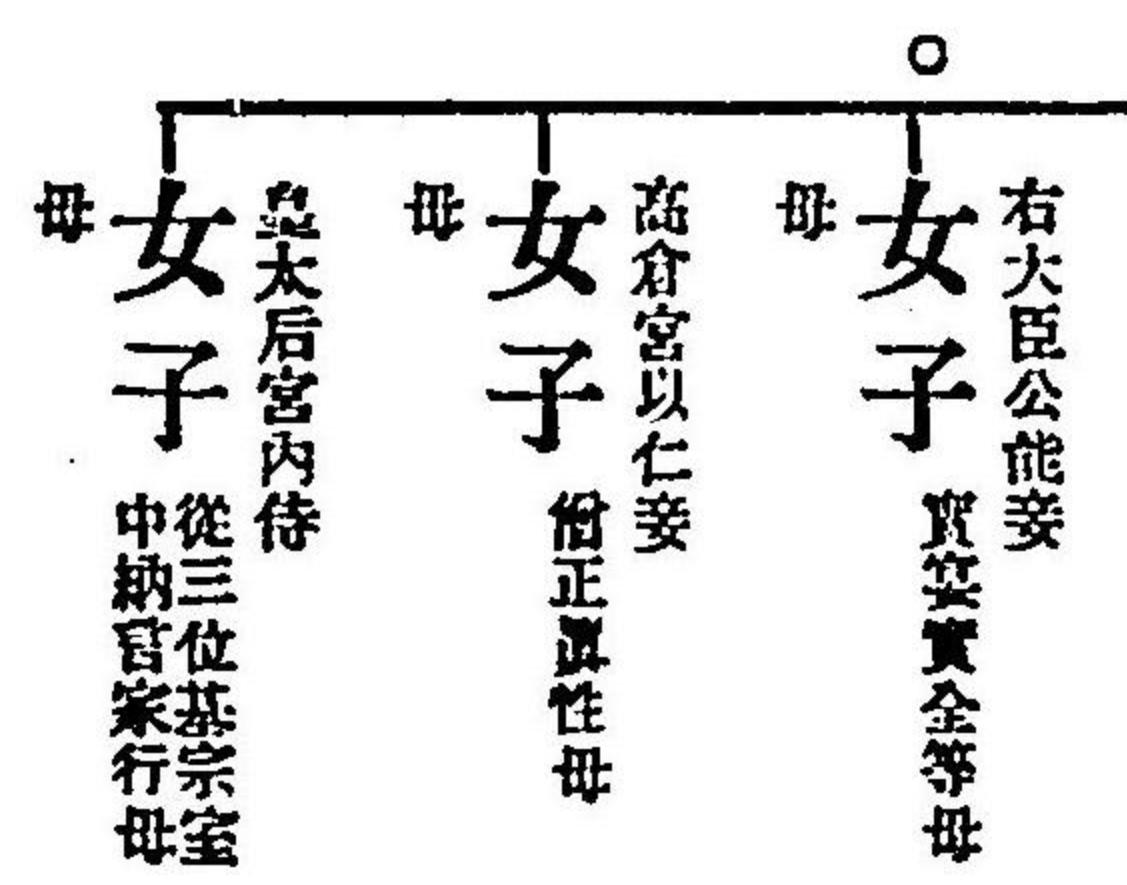 ○
右大臣公能妾
女子
實宴實全等母
母
高倉宮以仁妾
女子
僧正眞性母
母
皇太后宮内侍
女子
從三位基宗室
中納言家行母
母